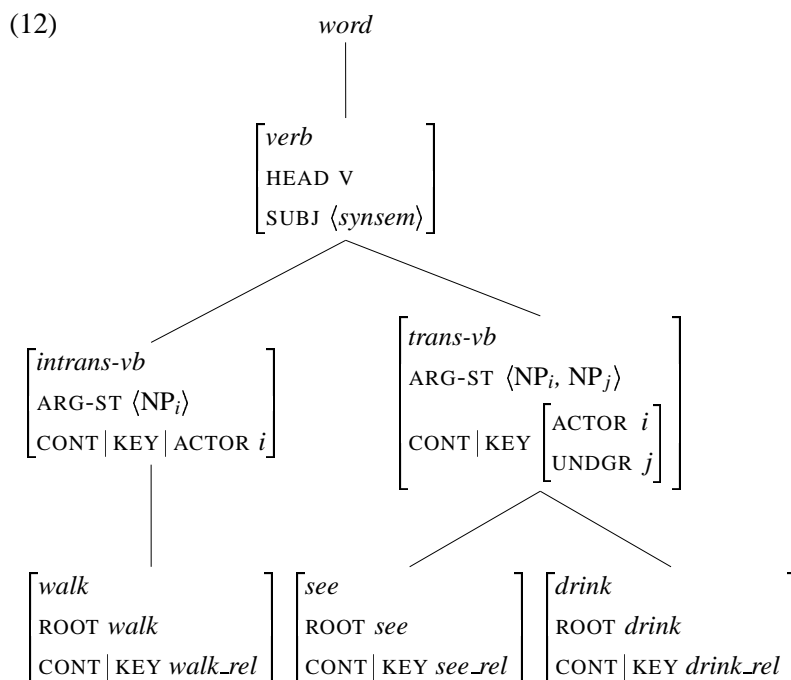 (12)
word
verb
HEAD V
SUBJ ⟨synsem⟩
intrans-vb
ARG-ST ⟨NPi⟩
CONT|KEY|ACTOR i
trans-vb
ARG-ST ⟨NPi, NPj⟩
CONT|KEY
ACTOR i
UNDGR j
walk
ROOT walk
CONT|KEY walk_rel
see
ROOT see
CONT|KEY see_rel
drink
ROOT drink
CONT|KEY drink_rel